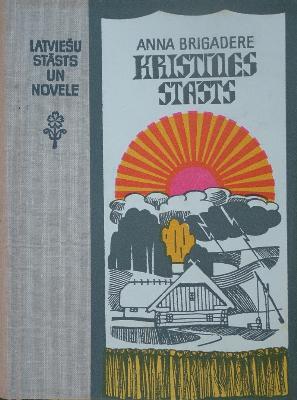 LATVIEŠU
STĀSTS
UN
NOVELE
ANNA BRIGADERE
KRISTĪNES
STĀSTS